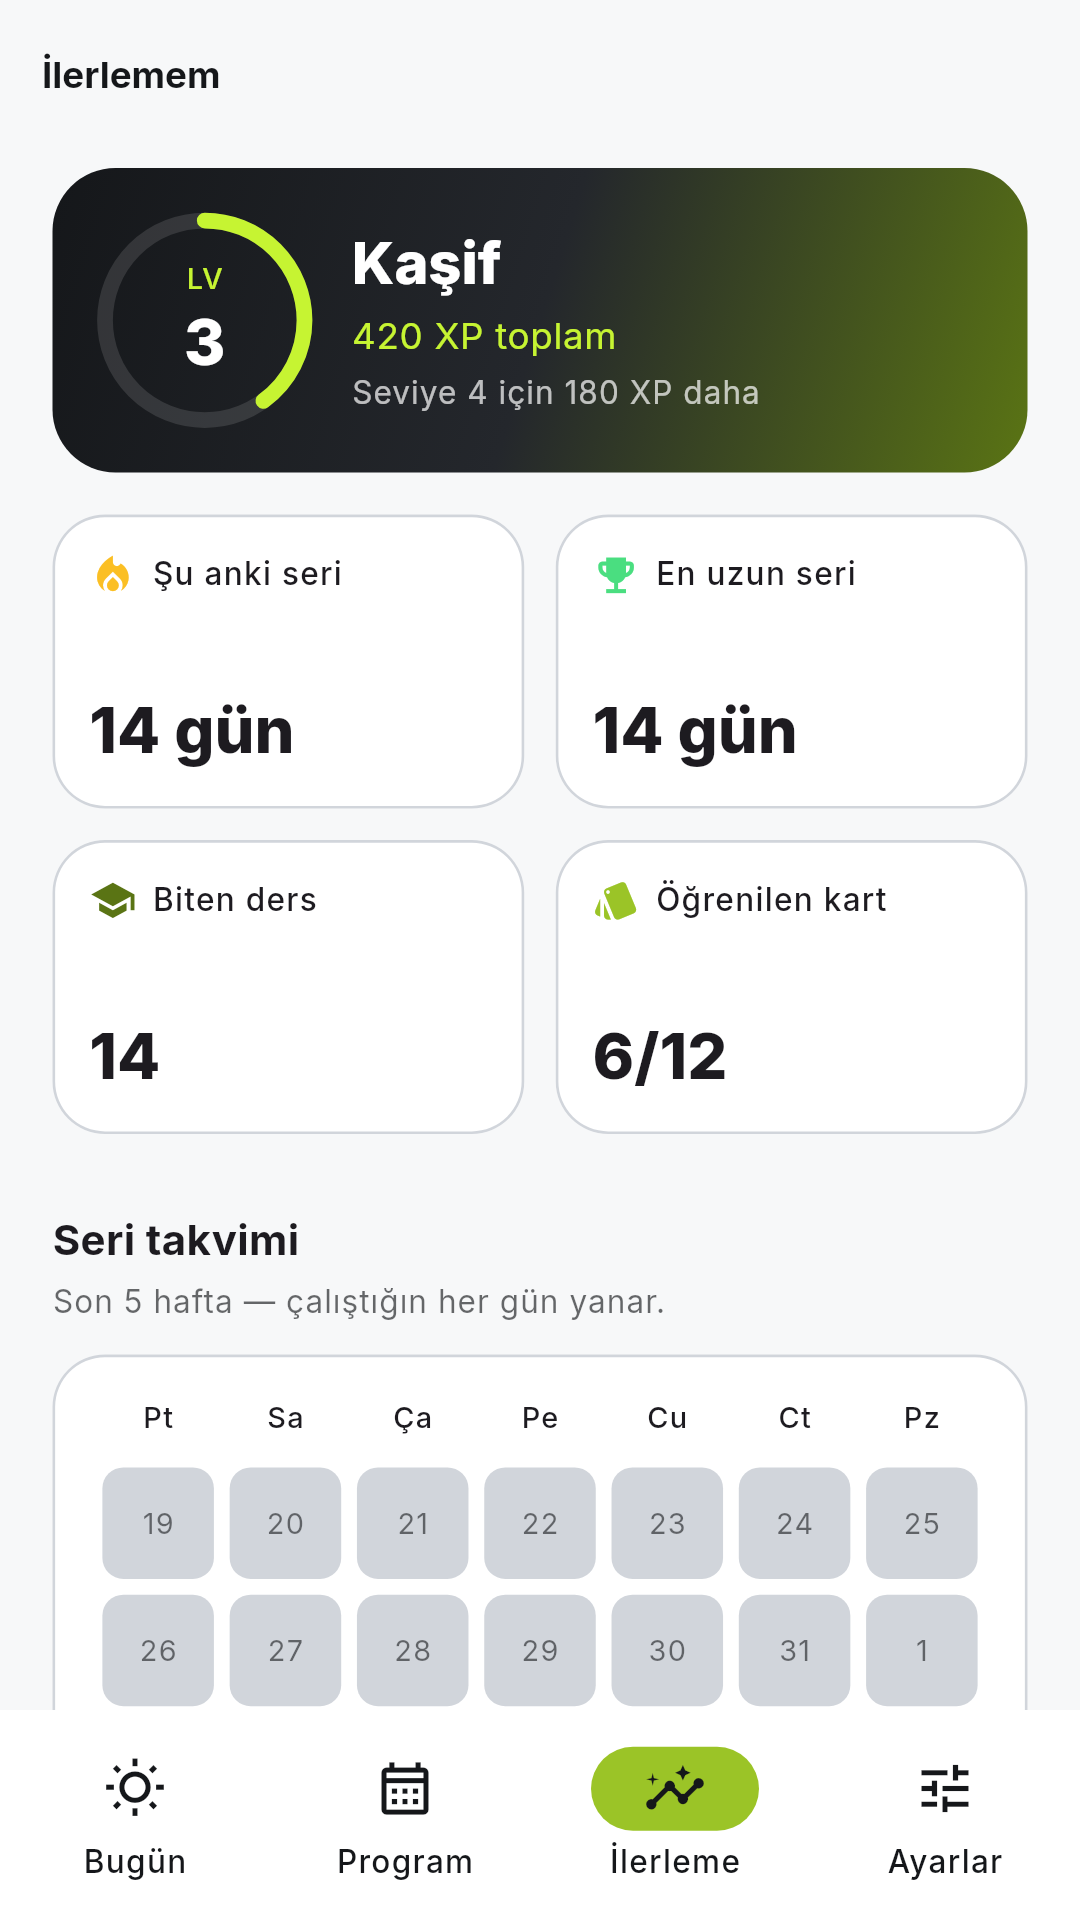 İlerlemem
LV
3
Kaşif
420 XP toplam
Seviye 4 için 180 XP daha
Şu anki seri
14 gün
En uzun seri
14 gün
Biten ders
14
Öğrenilen kart
6/12
Seri takvimi
Son 5 hafta — çalıştığın her gün yanar.
Pt Sa Ça Pe Cu Ct Pz
19 20 21 22 23 24 25
26 27 28 29 30 31 1
Bugün Program İlerleme Ayarlar